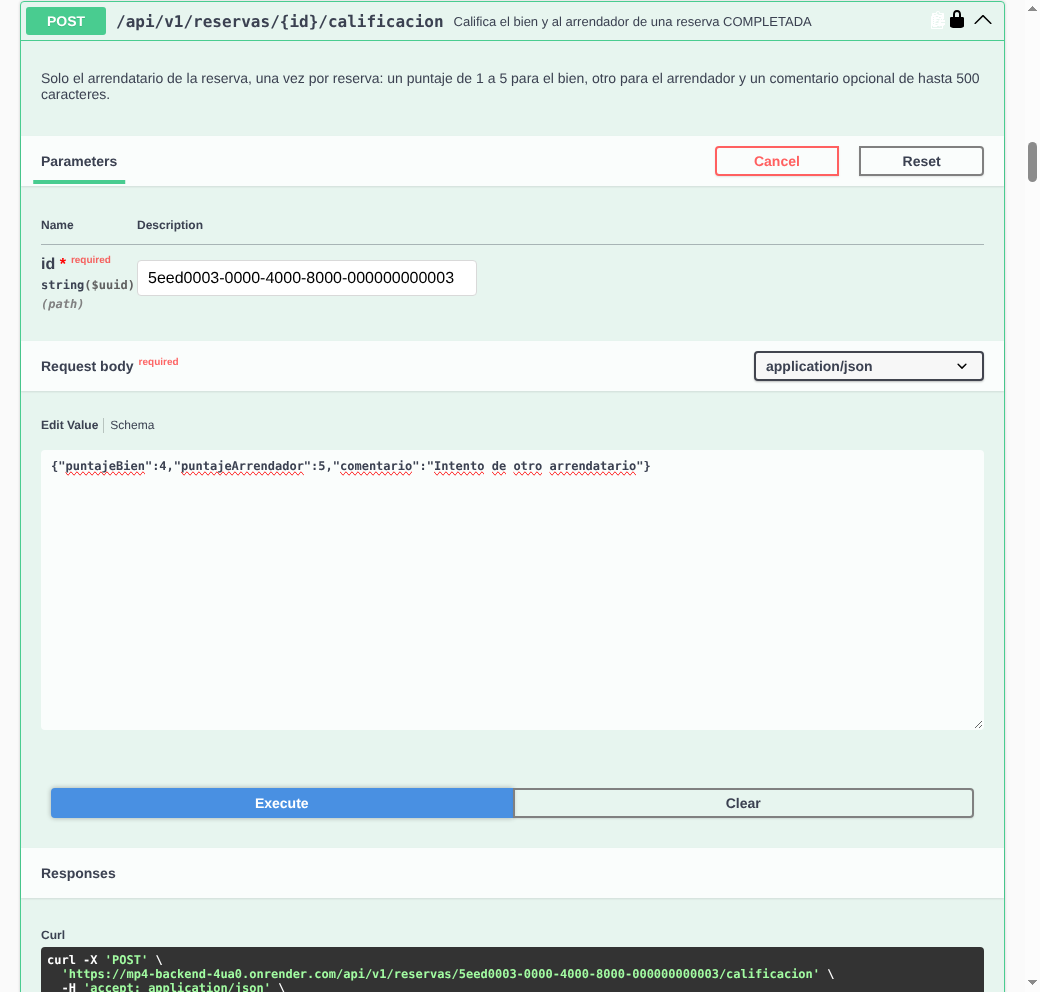 POST /api/v1/reservas/{id}/calificacion Califica el bien y al arrendador de una reserva COMPLETADA
Solo el arrendatario de la reserva, una vez por reserva: un puntaje de 1 a 5 para el bien, otro para el arrendador y un comentario opcional de hasta 500
caracteres.
Parameters Cancel Reset
Name Description
id * required
string($uuid)
(path)
5eed0003-0000-4000-8000-000000000003
Request body required application/json
Edit Value Schema
{"puntajeBien":4,"puntajeArrendador":5,"comentario":"Intento de otro arrendatario"}
Execute Clear
Responses
Curl
curl -X 'POST' \
'https://mp4-backend-4ua0.onrender.com/api/v1/reservas/5eed0003-0000-4000-8000-000000000003/calificacion' \
-H 'accept: application/json' \